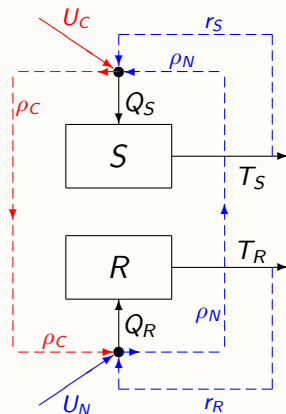 U_C
r_S
ρ_C
ρ_N
Q_S
S
T_S
R
T_R
Q_R
ρ_N
ρ_C
U_N
r_R